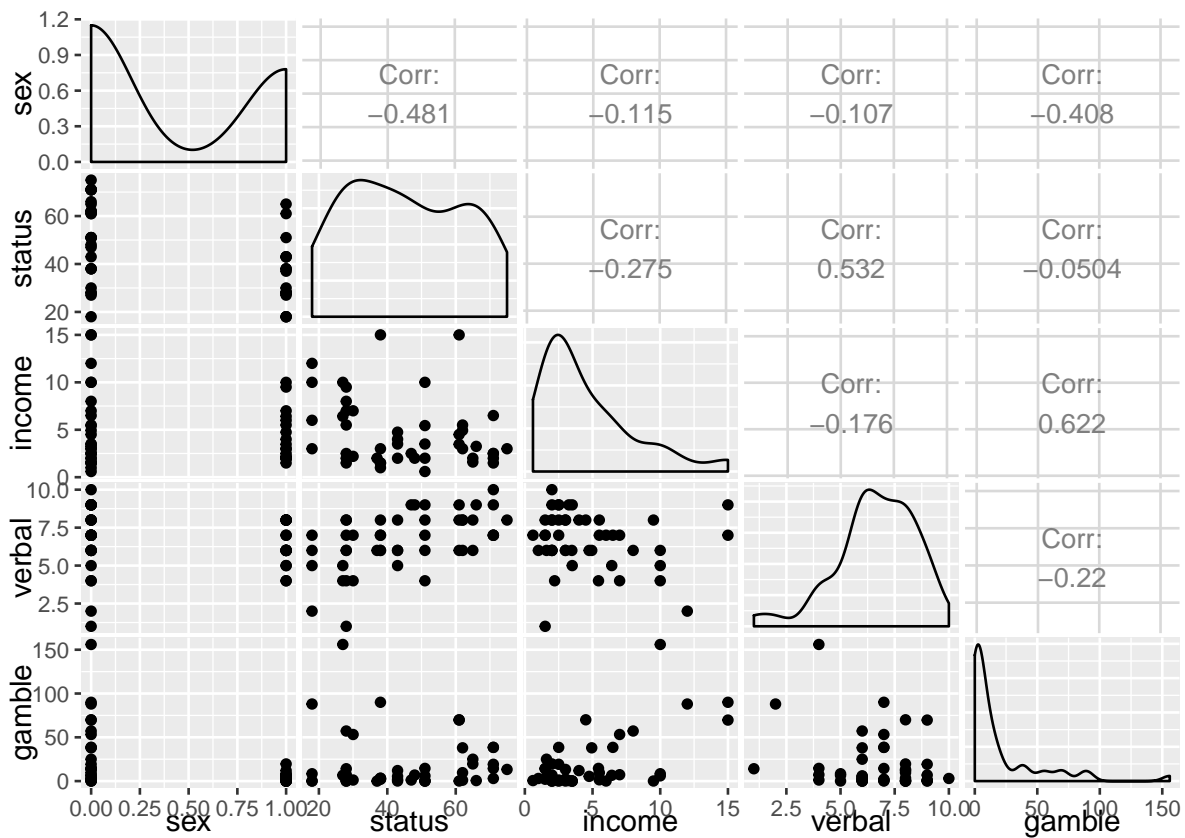 1.2
0.9
0.6
0.3
0.0
sex
Corr:
−0.481
Corr:
−0.115
Corr:
−0.107
Corr:
−0.408
60
40
20
status
Corr:
−0.275
Corr:
0.532
Corr:
−0.0504
15
10
5
0
income
Corr:
−0.176
Corr:
0.622
10.0
7.5
5.0
2.5
verbal
Corr:
−0.22
150
100
50
0
gamble
0.00 0.25 0.50 0.75 1.00
20 40 60
0 5 10 15
2.5 5.0 7.5 10.0
0 50 100 150
sex status income verbal gamble